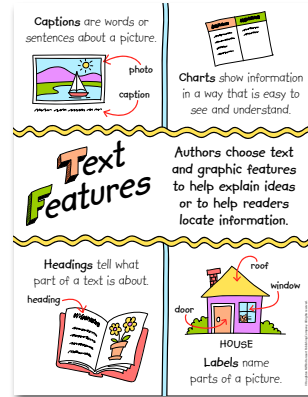 Captions are words or
sentences about a picture.
photo
caption
Charts show information
in a way that is easy to
see and understand.
Text
Features
Authors choose text
and graphic features
to help explain ideas
or to help readers
locate information.
Headings tell what
part of a text is about.
heading
roof
window
door
HOUSE
Labels name
parts of a picture.